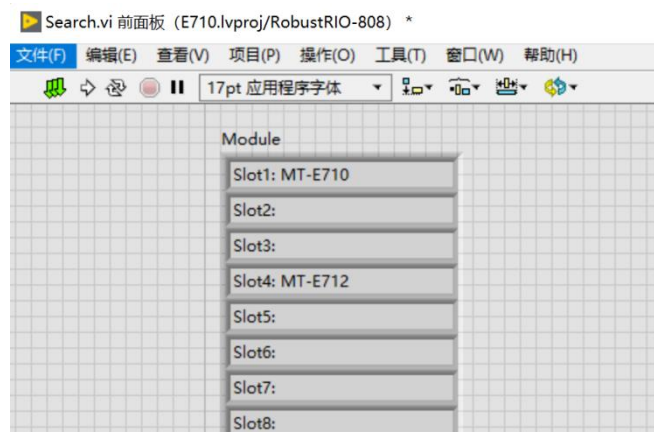 Search.vi 前面板（E710.lvproj/RobustRIO-808） *
文件(F) 编辑(E) 查看(V) 项目(P) 操作(O) 工具(T) 窗口(W) 帮助(H)
17pt 应用程序字体
Module
Slot1: MT-E710
Slot2:
Slot3:
Slot4: MT-E712
Slot5:
Slot6:
Slot7:
Slot8: